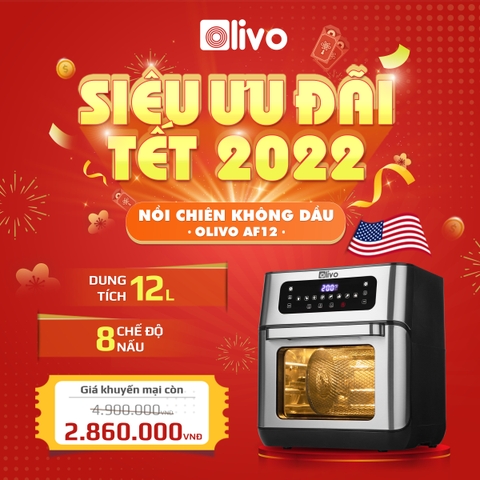 Olivo
SIÊU ƯU ĐÃI
TẾT 2022
NỒI CHIÊN KHÔNG DẦU
· OLIVO AF12 ·
DUNG
TÍCH 12L
8 CHẾ ĐỘ
NẤU
Giá khuyến mại còn
4.900.000VNĐ
2.860.000VNĐ
Olivo
200